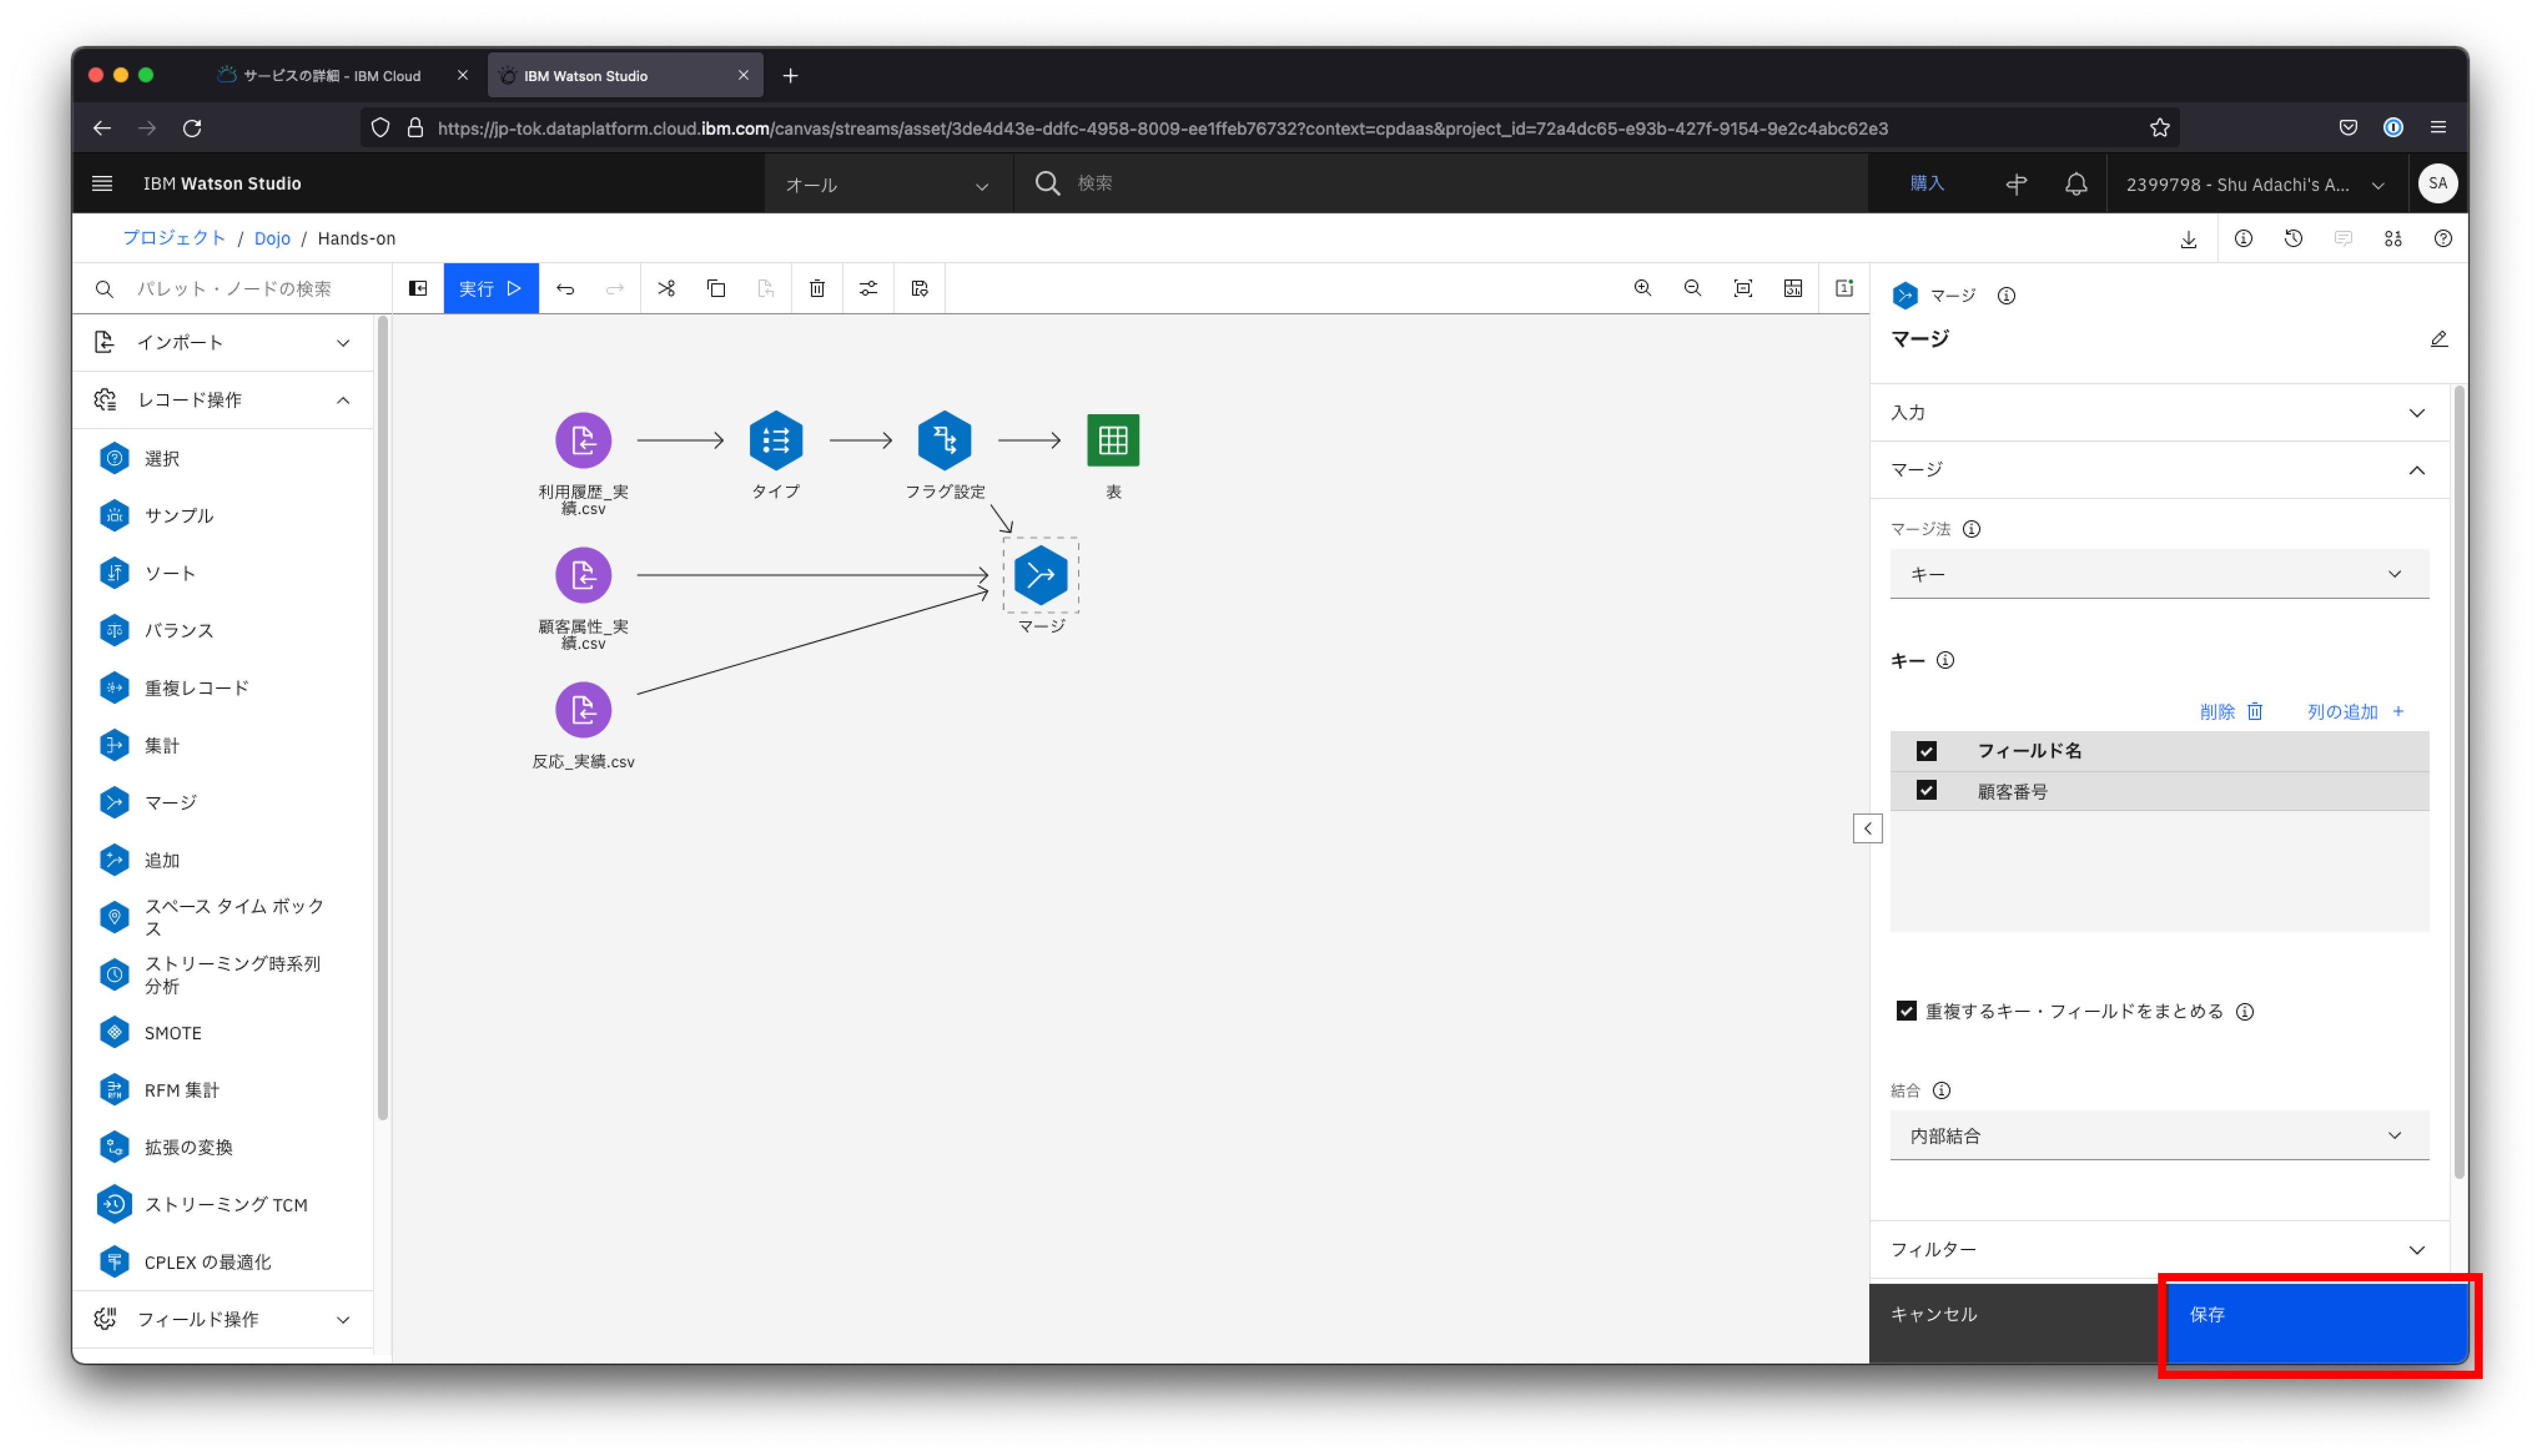 サービスの詳細 - IBM Cloud
IBM Watson Studio
https://jp-tok.dataplatform.cloud.ibm.com/canvas/streams/asset/3de4d43e-ddfc-4958-8009-ee1ffeb76732?context=cpdaas&project_id=72a4dc65-e93b-427f-9154-9e2c4abc62e3
IBM Watson Studio
オール
検索
購入
2399798 - Shu Adachi's A...
SA
プロジェクト / Dojo / Hands-on
パレット・ノードの検索
実行
インポート
レコード操作
選択
サンプル
ソート
バランス
重複レコード
集計
マージ
追加
スペース タイム ボック
ス
ストリーミング時系列
分析
SMOTE
RFM 集計
拡張の変換
ストリーミング TCM
CPLEX の最適化
フィールド操作
利用履歴_実
績.csv
タイプ
フラグ設定
表
顧客属性_実
績.csv
マージ
反応_実績.csv
マージ
マージ
入力
マージ
マージ法
キー
キー
削除
列の追加 +
フィールド名
顧客番号
重複するキー・フィールドをまとめる
結合
内部結合
フィルター
キャンセル
保存